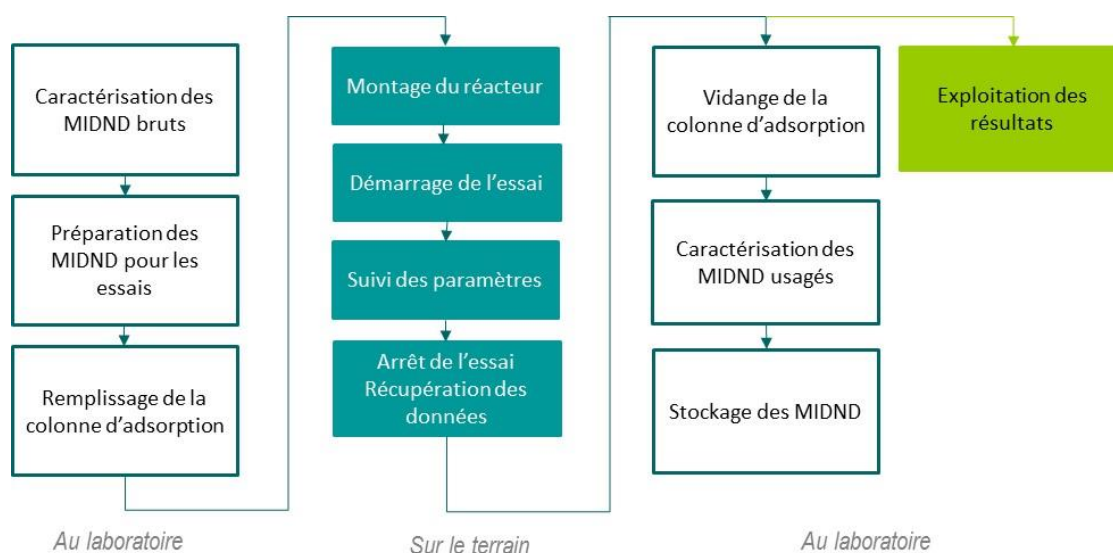 Caractérisation des
MIDND bruts
Préparation des
MIDND pour les
essais
Remplissage de la
colonne d'adsorption
Au laboratoire
Montage du réacteur
Démarrage de l'essai
Suivi des paramètres
Arrêt de l'essai
Récupération des
données
Sur le terrain
Vidange de la
colonne d'adsorption
Caractérisation des
MIDND usagés
Stockage des MIDND
Exploitation des
résultats
Au laboratoire